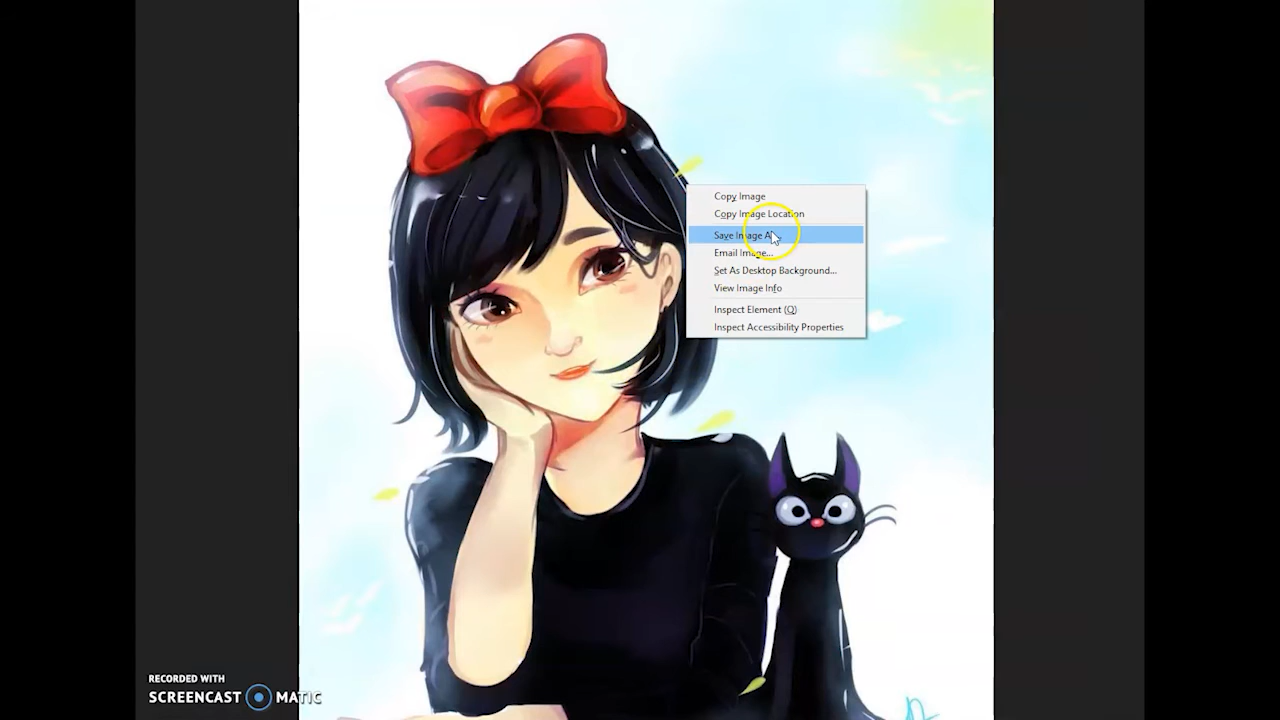 Copy Image
Copy Image Location
Save Image A
Email Image...
Set As Desktop Background...
View Image Info
Inspect Element (Q)
Inspect Accessibility Properties
RECORDED WITH
SCREENCAST MATIC